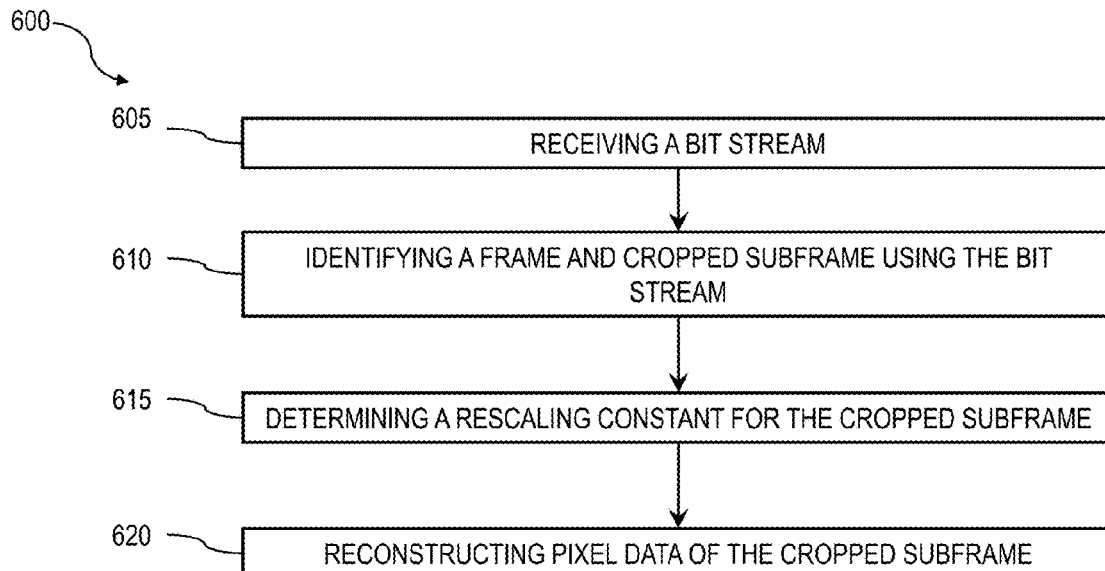 600
605
RECEIVING A BIT STREAM
610
IDENTIFYING A FRAME AND CROPPED SUBFRAME USING THE BIT
STREAM
615
DETERMINING A RESCALING CONSTANT FOR THE CROPPED SUBFRAME
620
RECONSTRUCTING PIXEL DATA OF THE CROPPED SUBFRAME